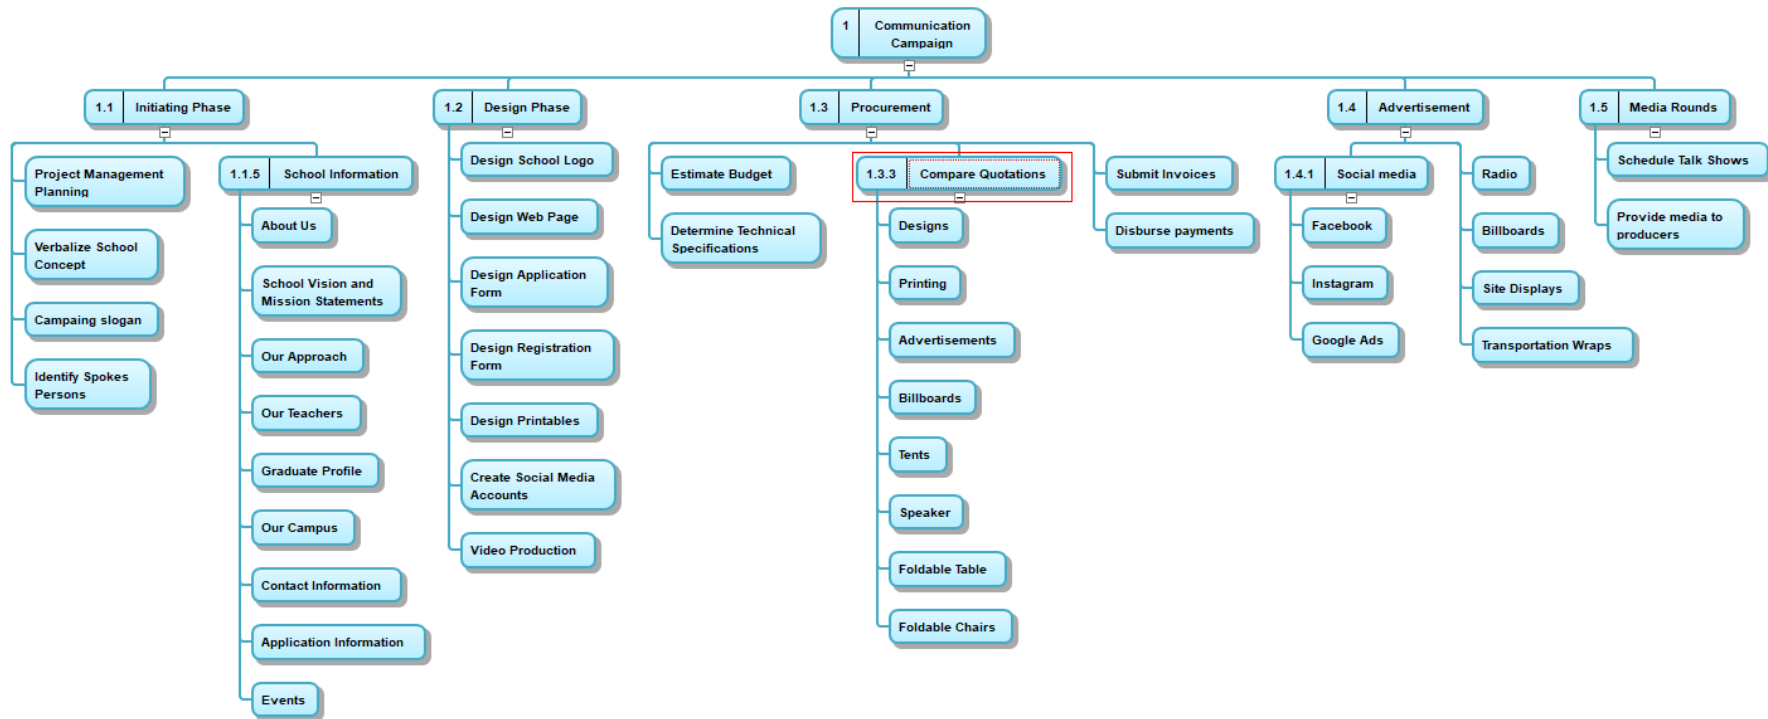 1 Communication
Campaign
1.1 Initiating Phase
1.2 Design Phase
1.3 Procurement
1.4 Advertisement
1.5 Media Rounds
Project Management
Planning
Verbalize School
Concept
Campaing slogan
Identify Spokes
Persons
1.1.5 School Information
About Us
School Vision and
Mission Statements
Our Approach
Our Teachers
Graduate Profile
Our Campus
Contact Information
Application Information
Events
Design School Logo
Design Web Page
Design Application
Form
Design Registration
Form
Design Printables
Create Social Media
Accounts
Video Production
Estimate Budget
Determine Technical
Specifications
1.3.3 Compare Quotations
Designs
Printing
Advertisements
Billboards
Tents
Speaker
Foldable Table
Foldable Chairs
Submit Invoices
Disburse payments
1.4.1 Social media
Facebook
Instagram
Google Ads
Radio
Billboards
Site Displays
Transportation Wraps
Schedule Talk Shows
Provide media to
producers